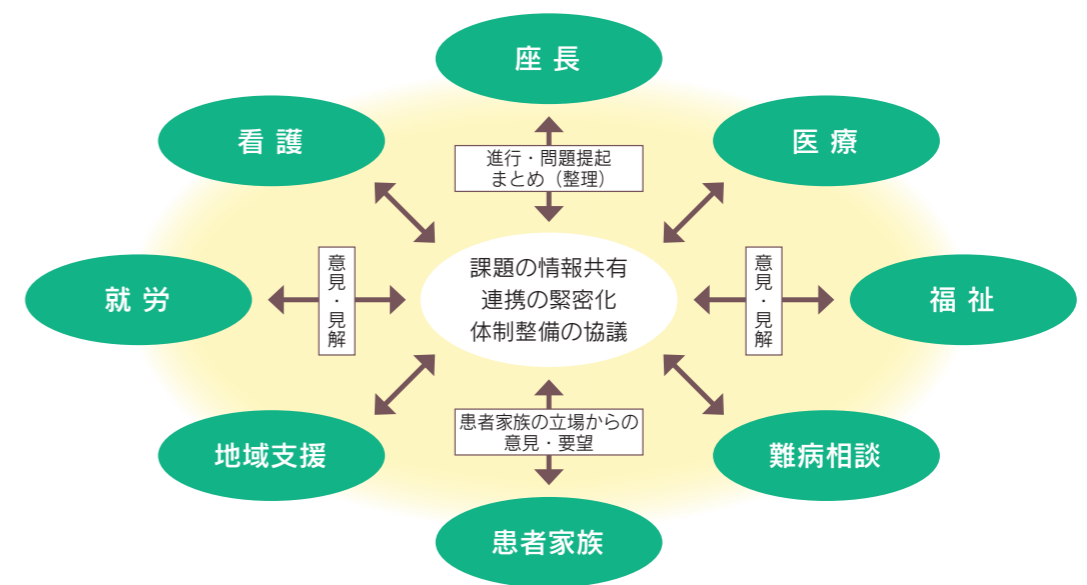 座 長
看 護
医 療
進行・問題提起
まとめ（整理）
就 労
意見・見解
課題の情報共有
連携の緊密化
体制整備の協議
意見・見解
福 祉
地域支援
患者家族の立場からの
意見・要望
難病相談
患者家族